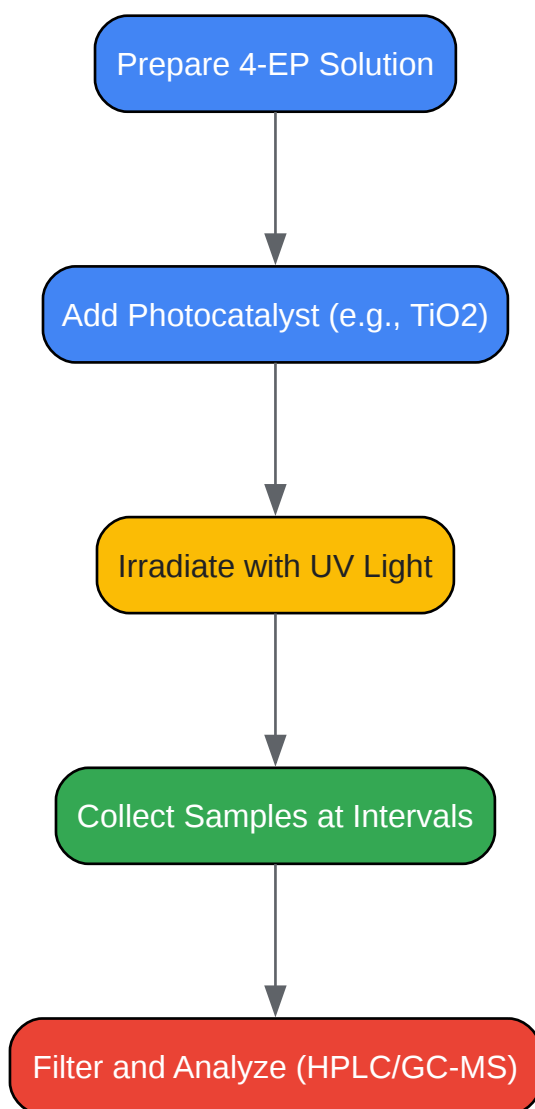 Prepare 4-EP Solution
Add Photocatalyst (e.g., TiO2)
Irradiate with UV Light
Collect Samples at Intervals
Filter and Analyze (HPLC/GC-MS)